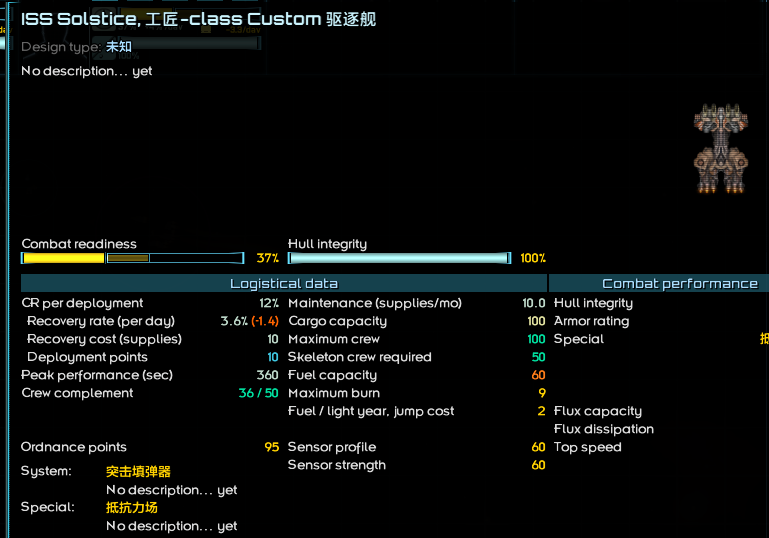 ISS Solstice, 工匠-class Custom 驱逐舰
Design type: 未知
No description... yet
Combat readiness 37% Hull integrity 100%
Logistical data Combat performance
CR per deployment 12% Maintenance (supplies/mo) 10.0 Hull integrity
Recovery rate (per day) 3.6% (-1.4) Cargo capacity 100 Armor rating
Recovery cost (supplies) 10 Maximum crew 100 Special
Deployment points 10 Skeleton crew required 50
Peak performance (sec) 360 Fuel capacity 60
Crew complement 36 / 50 Maximum burn 9
Fuel / light year, jump cost 2 Flux capacity
Flux dissipation
Ordnance points 95 Sensor profile 60 Top speed
Sensor strength 60
System: 突击填弹器
No description... yet
Special: 抵抗力场
No description... yet